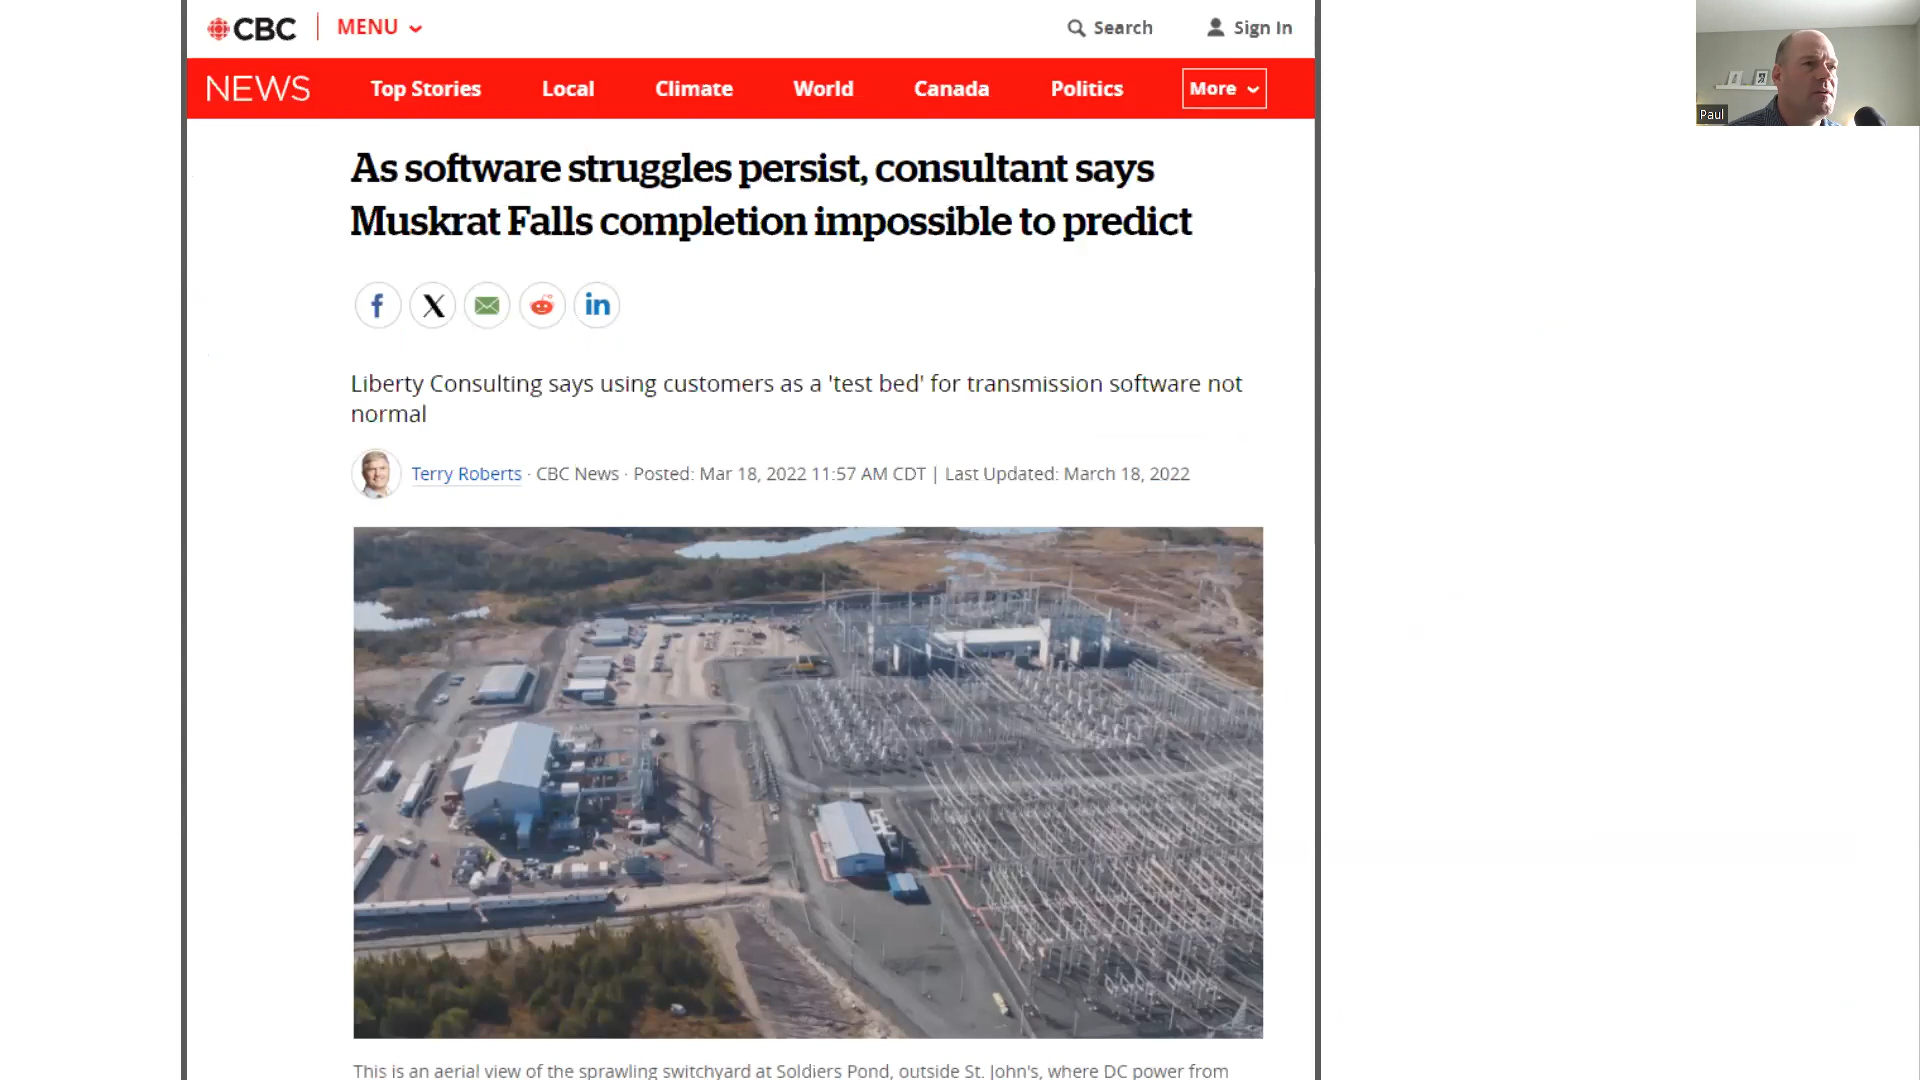 CBC MENU Search Sign In
NEWS Top Stories Local Climate World Canada Politics More
As software struggles persist, consultant says
Muskrat Falls completion impossible to predict
Liberty Consulting says using customers as a 'test bed' for transmission software not
normal
Terry Roberts · CBC News · Posted: Mar 18, 2022 11:57 AM CDT | Last Updated: March 18, 2022
This is an aerial view of the sprawling switchyard at Soldiers Pond, outside St. John's, where DC power from
Paul